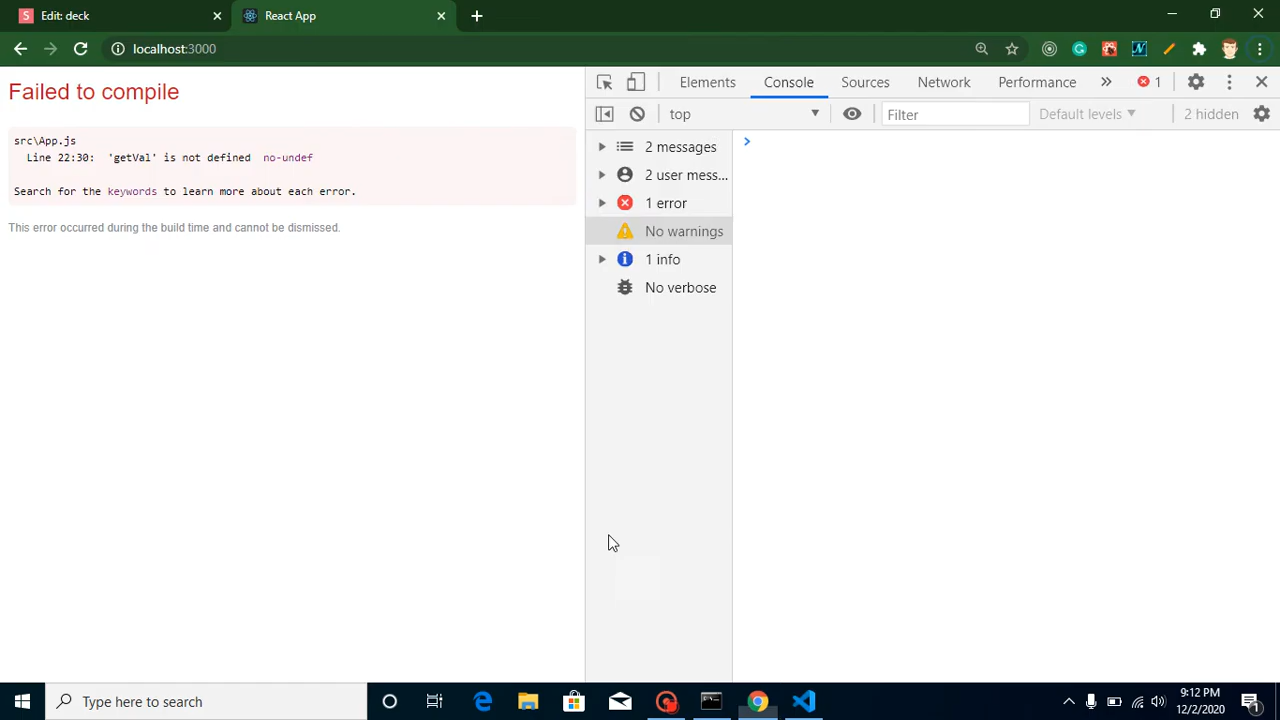 Edit: deck
React App
localhost:3000
Failed to compile
src\App.js
Line 22:30: 'getVal' is not defined no-undef
Search for the keywords to learn more about each error.
This error occurred during the build time and cannot be dismissed.
Elements Console Sources Network Performance » 1
top Filter Default levels 2 hidden
2 messages
2 user mess...
1 error
No warnings
1 info
No verbose
Type here to search
9:12 PM
12/2/2020
1